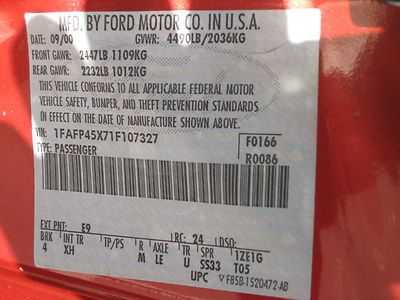 MFD. BY FORD MOTOR CO. IN U.S.A.
DATE: 09/00 GVWR: 4490LB/2036KG
FRONT GAWR: 2447LB 1109KG
REAR GAWR: 2232LB 1012KG
THIS VEHICLE CONFORMS TO ALL APPLICABLE FEDERAL MOTOR
VEHICLE SAFETY, BUMPER, AND THEFT PREVENTION STANDARDS
IN EFFECT ON THE DATE OF MANUFACTURE SHOWN ABOVE.
VIN: 1FAFP45X71F107327 F0166
TYPE: PASSENGER R0086
EXT PNT: E9 RC: 24 DSO:
BRK INT TR TP/PS R AXLE TR SPR 1ZE1G
4 XH M LE U SS33 T05
UPC F85B-1520472-AB